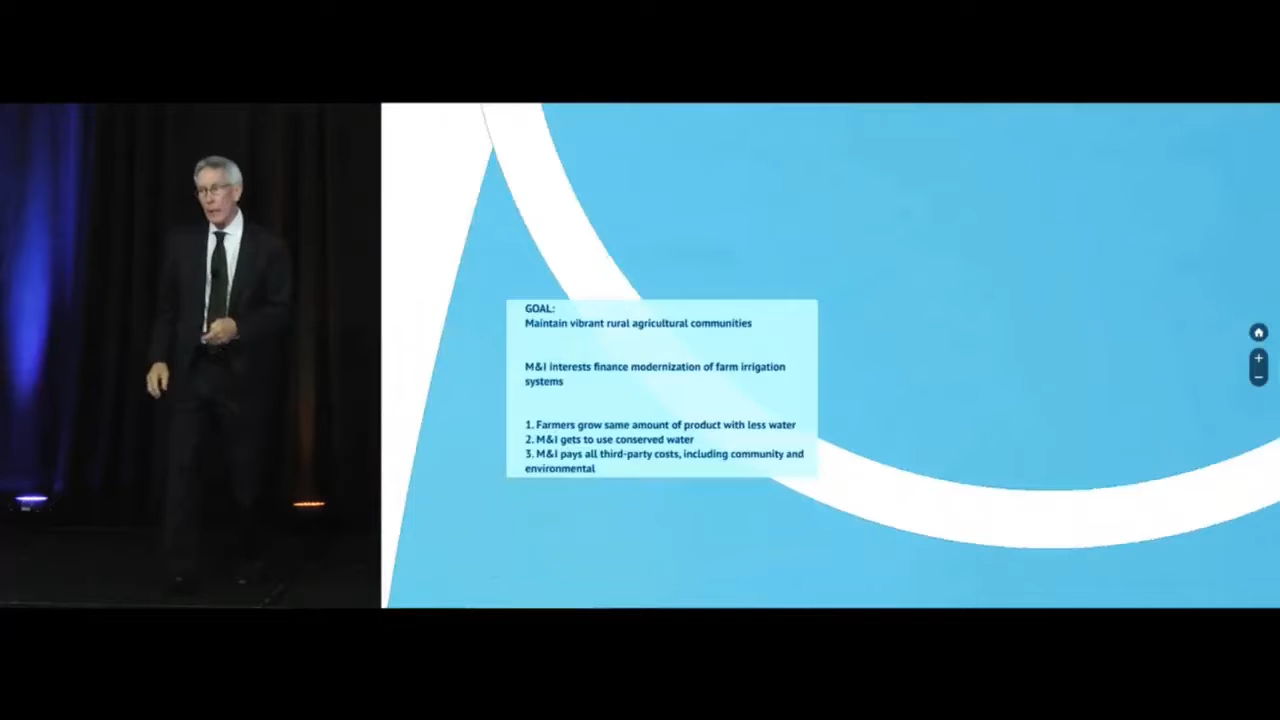 GOAL:
Maintain vibrant rural agricultural communities
M&I interests finance modernization of farm irrigation
systems
1. Farmers grow same amount of product with less water
2. M&I gets to use conserved water
3. M&I pays all third-party costs, including community and
environmental